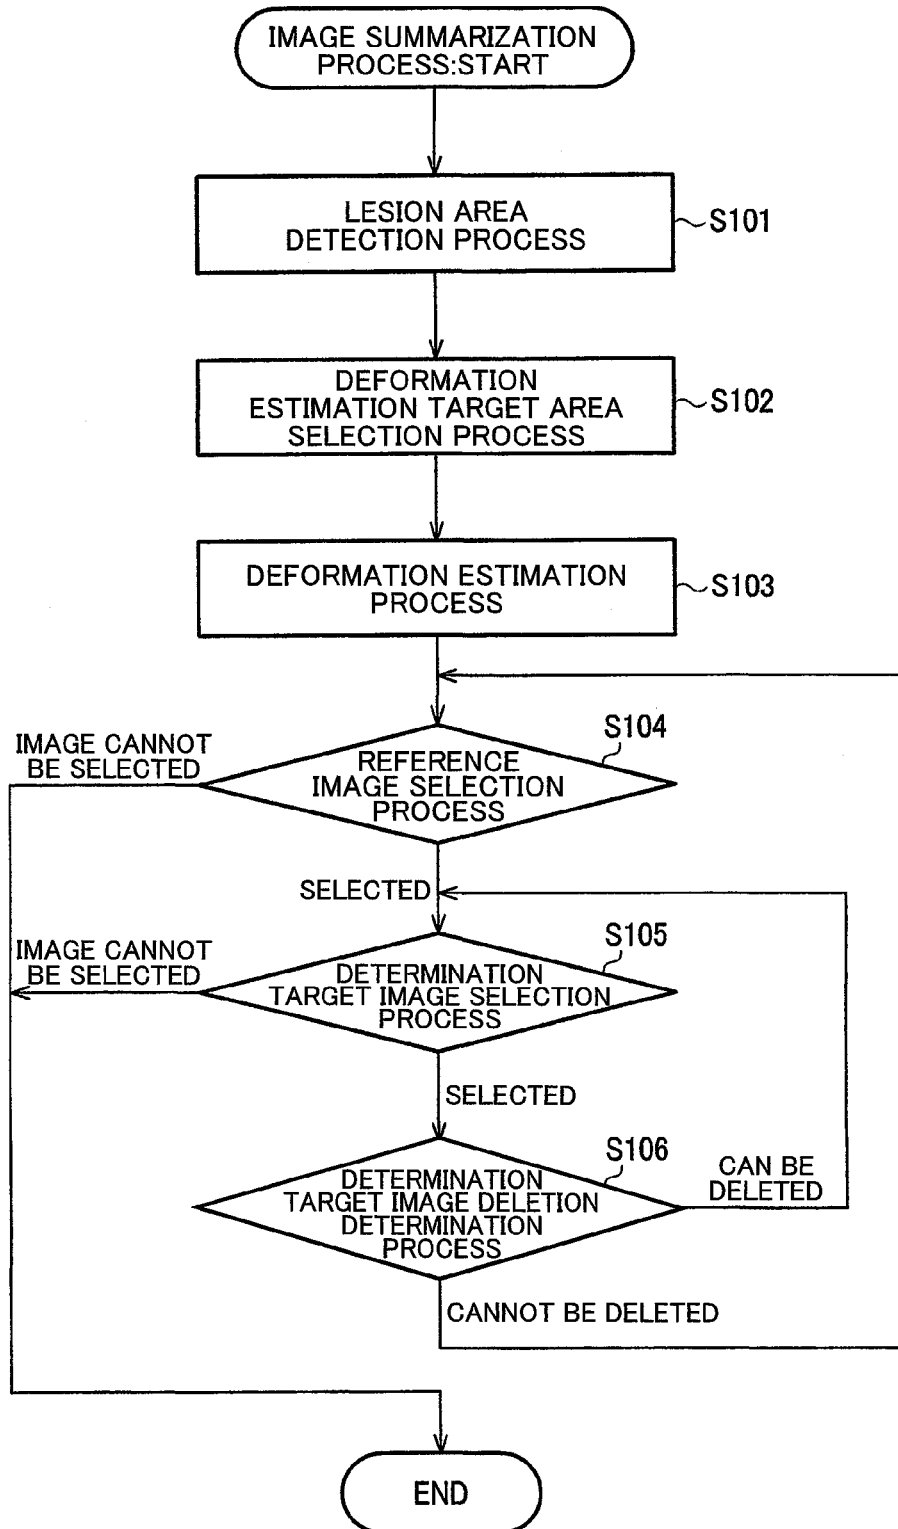 IMAGE SUMMARIZATION
PROCESS:START
LESION AREA
DETECTION PROCESS
S101
DEFORMATION
ESTIMATION TARGET AREA
SELECTION PROCESS
S102
DEFORMATION ESTIMATION
PROCESS
S103
S104
IMAGE CANNOT
BE SELECTED
REFERENCE
IMAGE SELECTION
PROCESS
SELECTED
S105
IMAGE CANNOT
BE SELECTED
DETERMINATION
TARGET IMAGE SELECTION
PROCESS
SELECTED
S106
DETERMINATION
TARGET IMAGE DELETION
DETERMINATION
PROCESS
CAN BE
DELETED
CANNOT BE DELETED
END